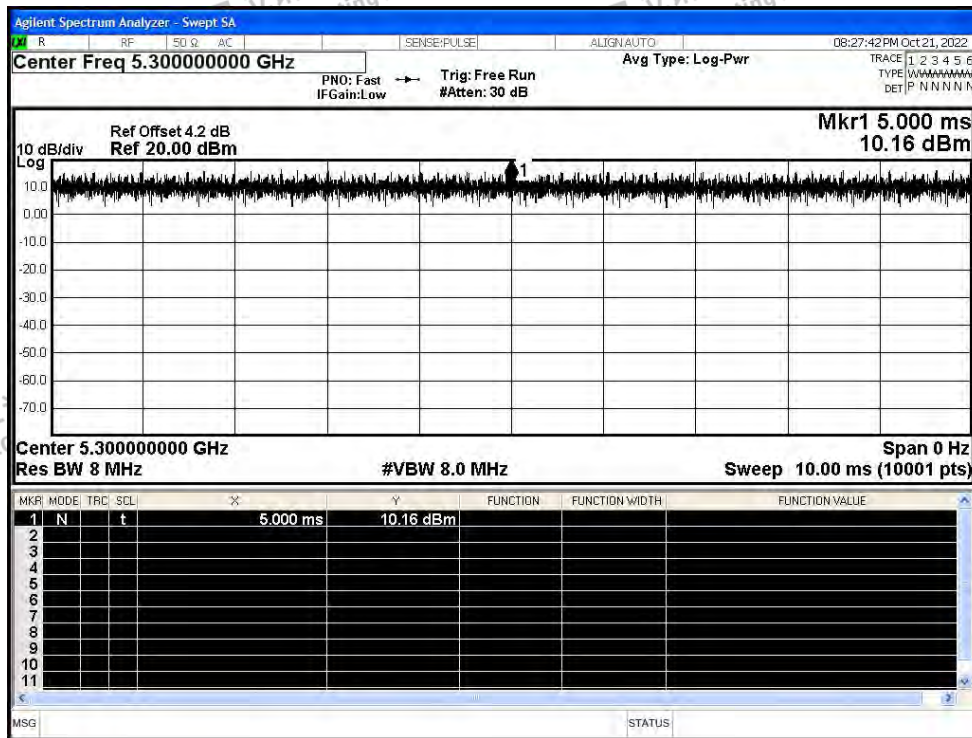 Agilent Spectrum Analyzer - Swept SA
LXI R RF 50 Ω AC SENSE:PULSE ALIGNAUTO 08:27:42 PM Oct 21, 2022
Center Freq 5.300000000 GHz
PNO: Fast
IFGain:Low
Trig: Free Run
#Atten: 30 dB
Avg Type: Log-Pwr
TRACE 1 2 3 4 5 6
TYPE
DET P N N N N N
Mkr1 5.000 ms
10.16 dBm
Ref Offset 4.2 dB
10 dB/div Ref 20.00 dBm
Log
1
10.0
0.00
-10.0
-20.0
-30.0
-40.0
-50.0
-60.0
-70.0
Center 5.300000000 GHz Span 0 Hz
Res BW 8 MHz #VBW 8.0 MHz Sweep 10.00 ms (10001 pts)
MKR MODE TRC SCL X Y FUNCTION FUNCTION WIDTH FUNCTION VALUE
1 N t 5.000 ms 10.16 dBm
2
3
4
5
6
7
8
9
10
11
MSG STATUS